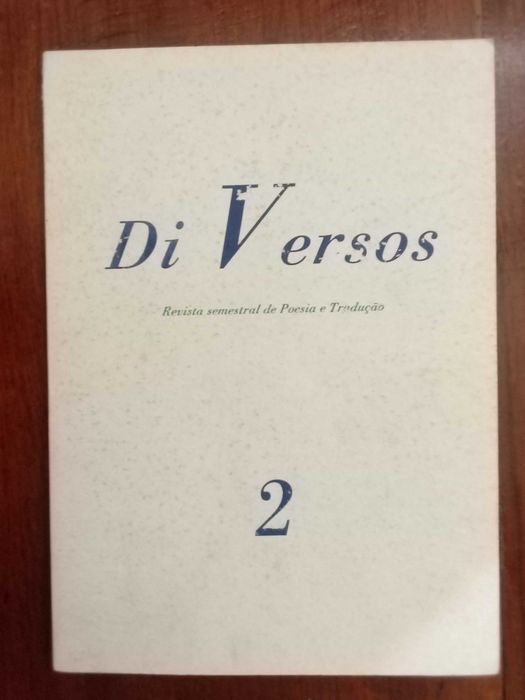 Di Versos
Revista semestral de Poesia e Tradução
2